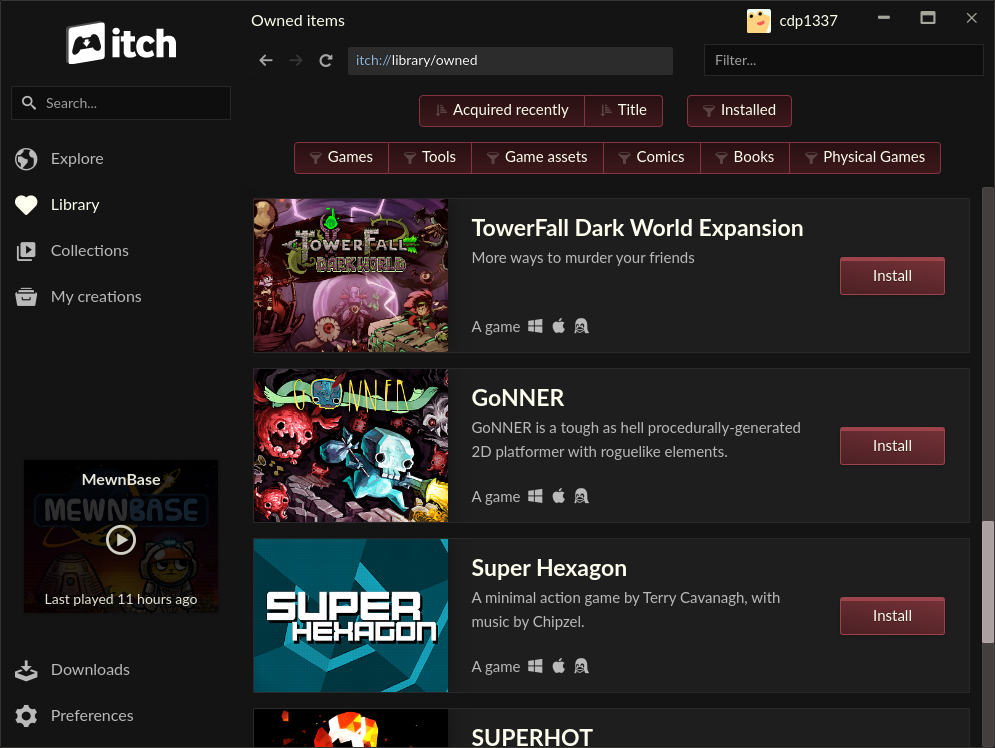 itch
Owned items
cdp1337
itch://library/owned
Filter...
Search...
Explore
Library
Collections
My creations
MewnBase
MEWNBASE
Last played 11 hours ago
Downloads
Preferences
Acquired recently
Title
Installed
Games
Tools
Game assets
Comics
Books
Physical Games
TOWERFALL
DARK WORLD
TowerFall Dark World Expansion
More ways to murder your friends
A game
Install
GONNER
GoNNER
GoNNER is a tough as hell procedurally-generated
2D platformer with roguelike elements.
A game
Install
SUPER
HEXAGON
Super Hexagon
A minimal action game by Terry Cavanagh, with
music by Chipzel.
A game
Install
SUPERHOT